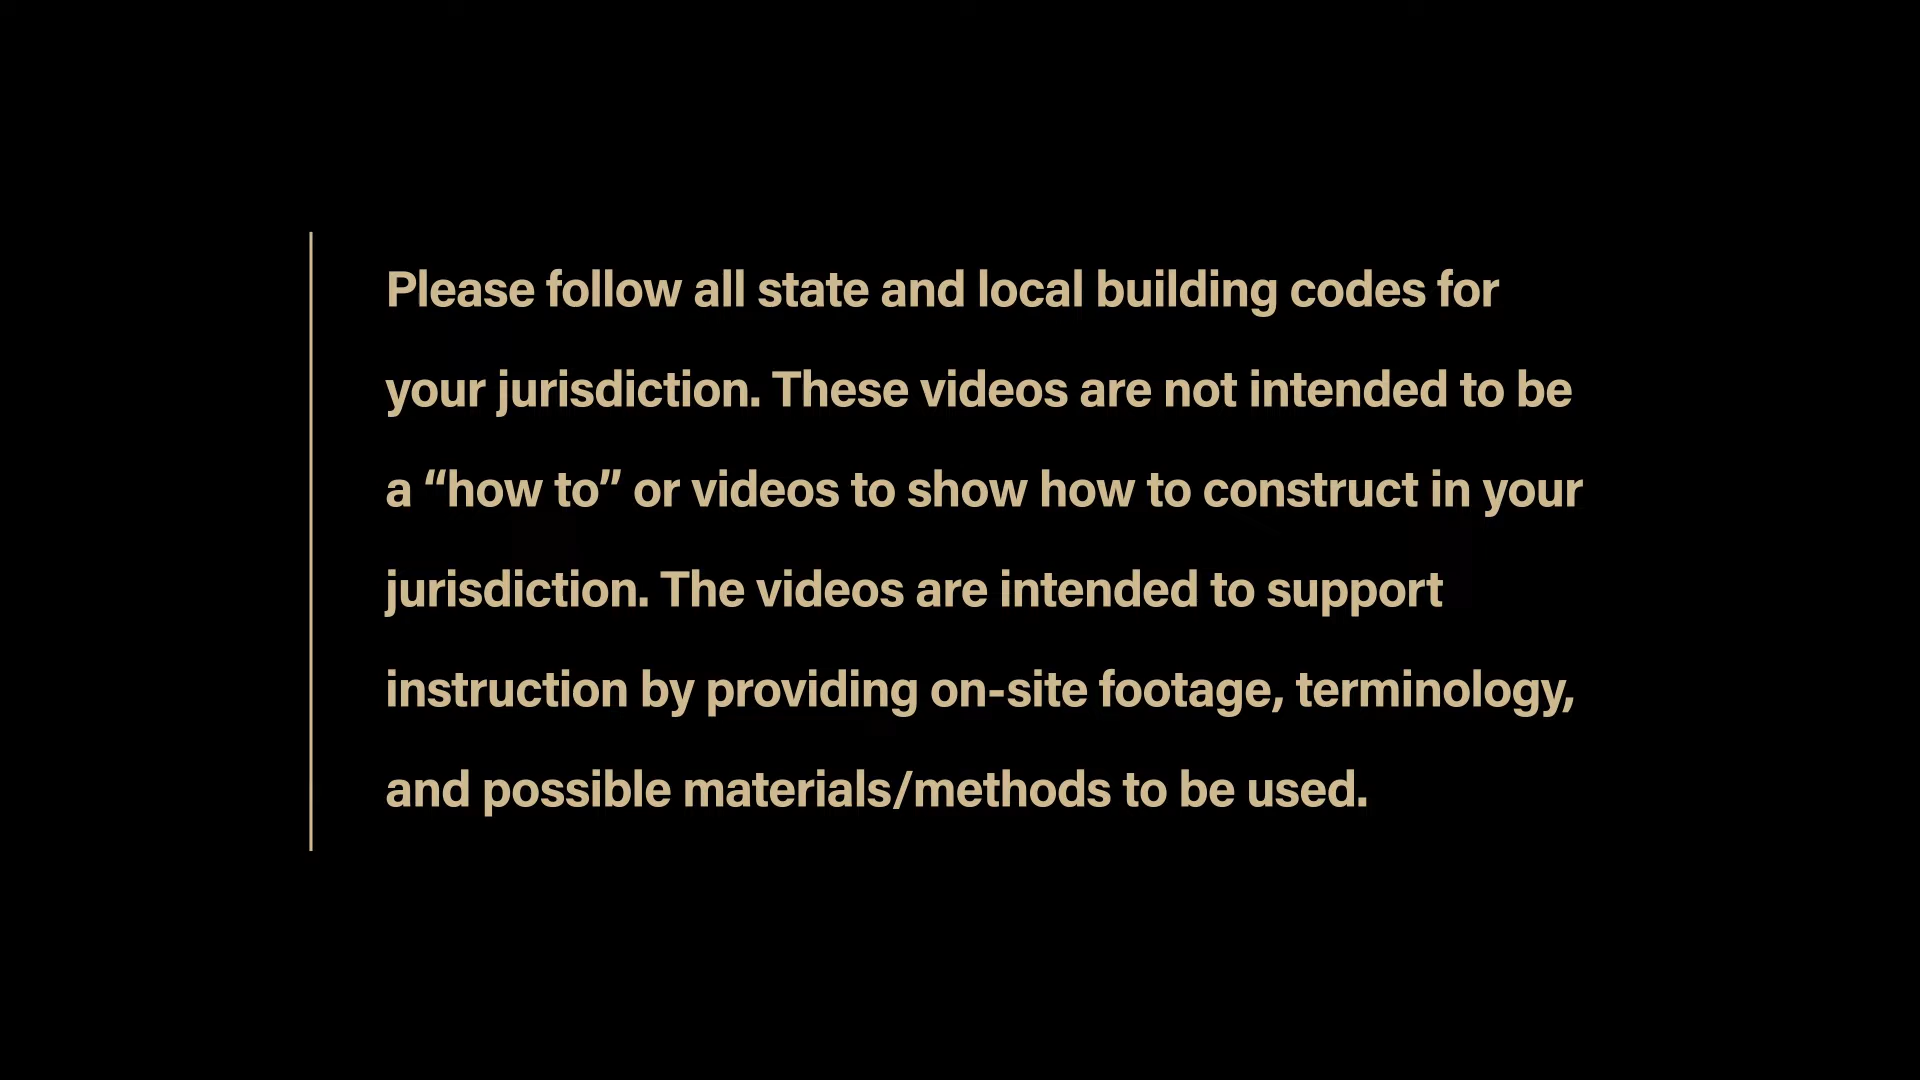 Please follow all state and local building codes for
your jurisdiction. These videos are not intended to be
a “how to” or videos to show how to construct in your
jurisdiction. The videos are intended to support
instruction by providing on-site footage, terminology,
and possible materials/methods to be used.